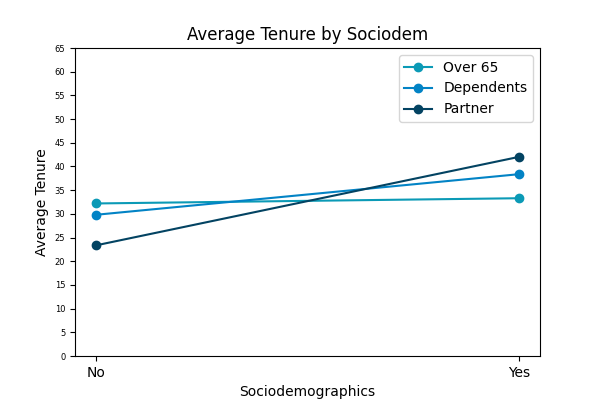 Average Tenure by Sociodem
Over 65
Dependents
Partner
65
60
55
50
45
40
35
30
25
20
15
10
5
0
Average Tenure
No
Yes
Sociodemographics